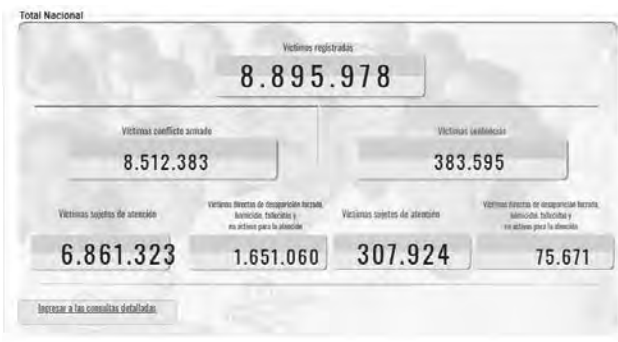 Total Nacional
Víctimas registradas
8.895.978
Víctimas conflicto armado
Víctimas sentencias
8.512.383
383.595
Víctimas sujetos de atención
Víctimas directas de desaparición forzada,
homicidio, fallecidas y
no activos para la atención
Víctimas sujetos de atención
Víctimas directas de desaparición forzada,
homicidio, fallecidas y
no activos para la atención
6.861.323
1.651.060
307.924
75.671
Ingresar a las consultas detalladas